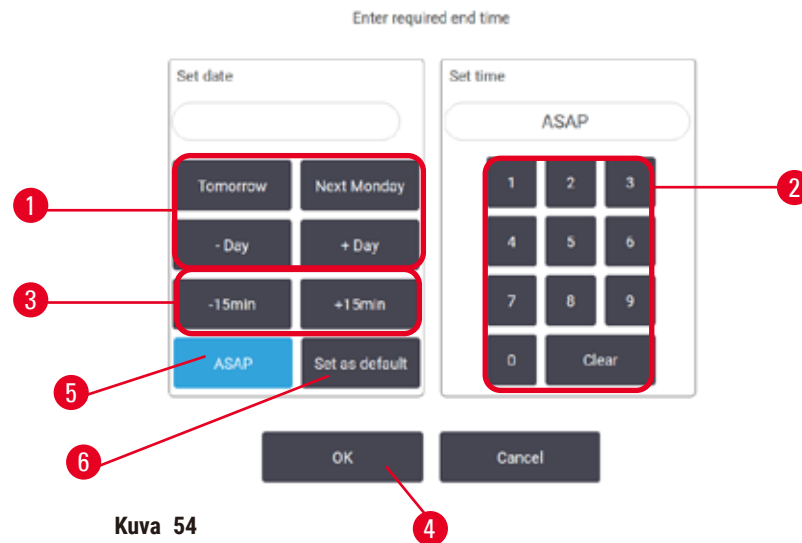 Enter required end time
Set date
Set time
ASAP
Tomorrow Next Monday
- Day + Day
-15min +15min
ASAP Set as default
1 2 3
4 5 6
7 8 9
0 Clear
OK Cancel
1
2
3
5
6
4
Kuva 54